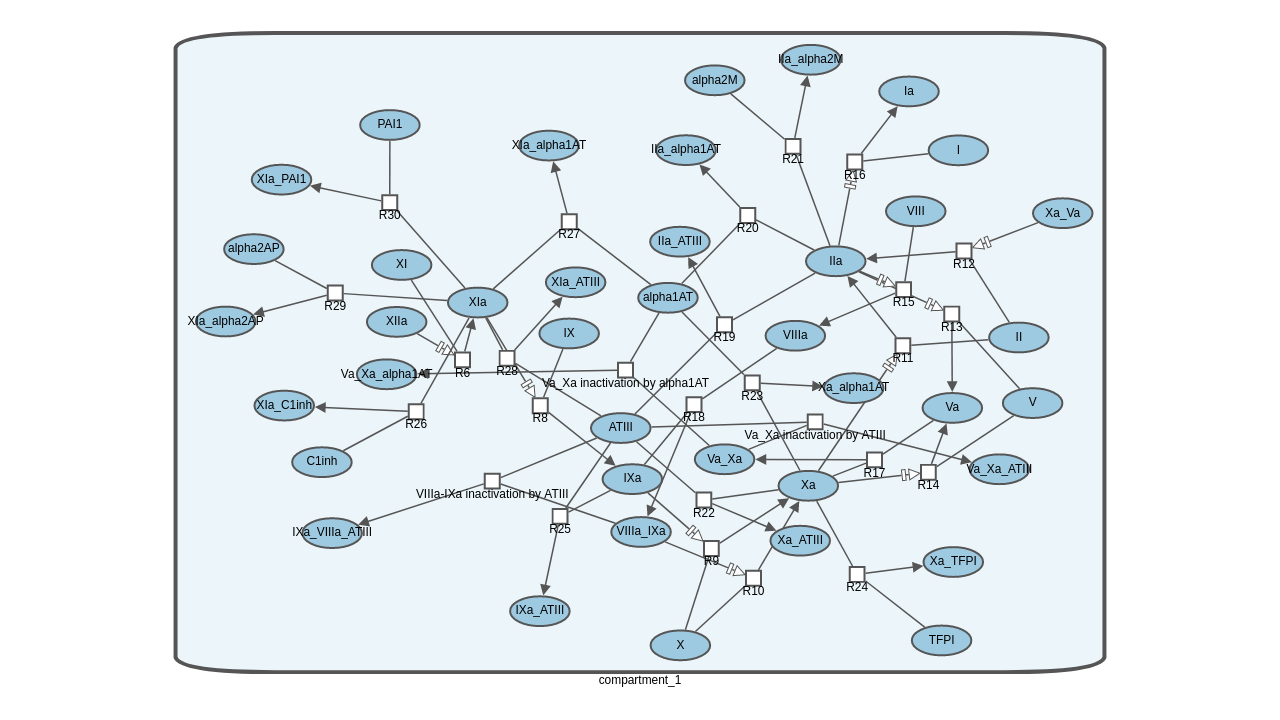 IIa_alpha2M
alpha2M
Ia
PAI1
XIa_alpha1AT
IIa_alpha1AT
R21
I
R16
XIa_PAI1
R30
VIII
Xa_Va
R27
R20
alpha2AP
IIa_ATIII
XI
IIa
R12
XIa_ATIII
R29
XIa
alpha1AT
R15
XIa_alpha2AP
XIIa
R13
IX
R19
VIIIa
II
R11
R6
R28
Va_Xa_alpha1AT
Va_Xa inactivation by alpha1AT
R23
Xa_alpha1AT
XIa_C1inh
R26
R8
R18
Va
V
ATIII
Va_Xa inactivation by ATIII
C1inh
Va_Xa
R17
Va_Xa_ATIII
IXa
Xa
R14
VIIIa-IXa inactivation by ATIII
R22
R25
IXa_VIIIa_ATIII
VIIIa_IXa
Xa_ATIII
R9
Xa_TFPI
R10
R24
IXa_ATIII
X
TFPI
compartment_1